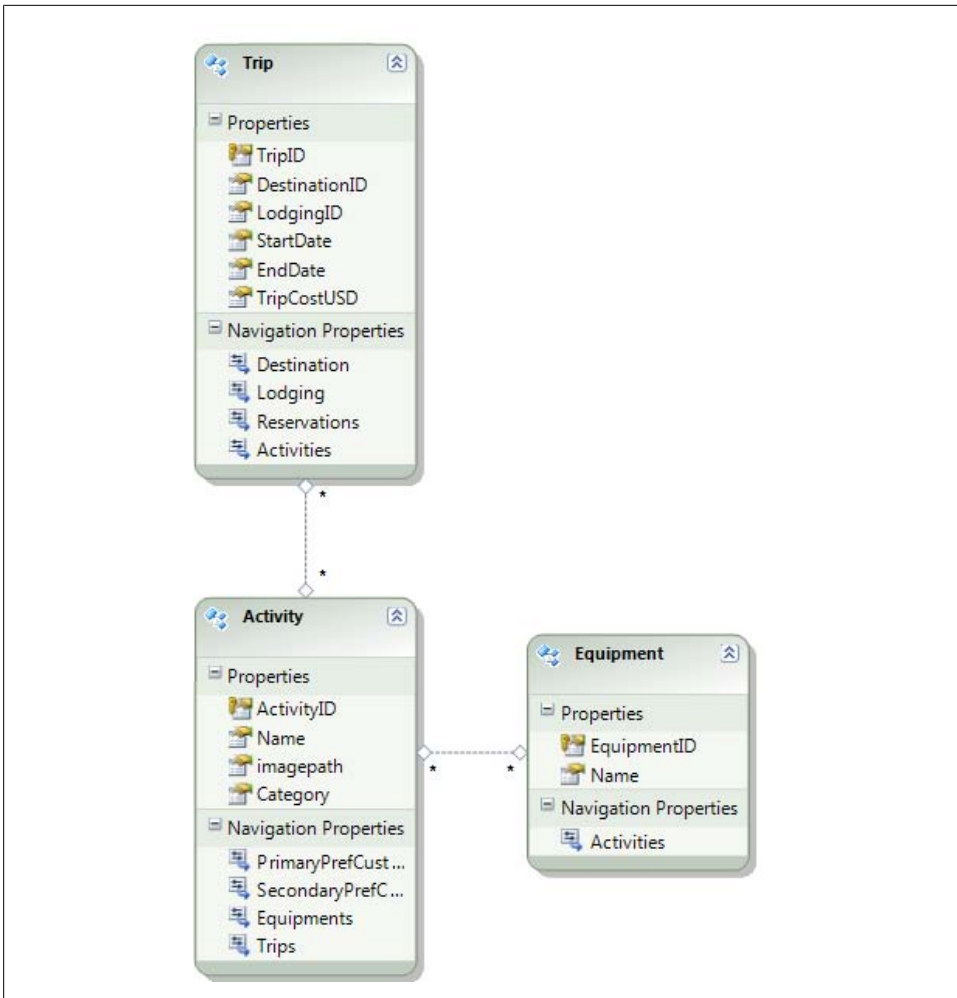 Trip
Properties
TripID
DestinationID
LodgingID
StartDate
EndDate
TripCostUSD
Navigation Properties
Destination
Lodging
Reservations
Activities
*
*
Activity
Properties
ActivityID
Name
imagepath
Category
Navigation Properties
PrimaryPrefCust...
SecondaryPrefC...
Equipments
Trips
* *
Equipment
Properties
EquipmentID
Name
Navigation Properties
Activities